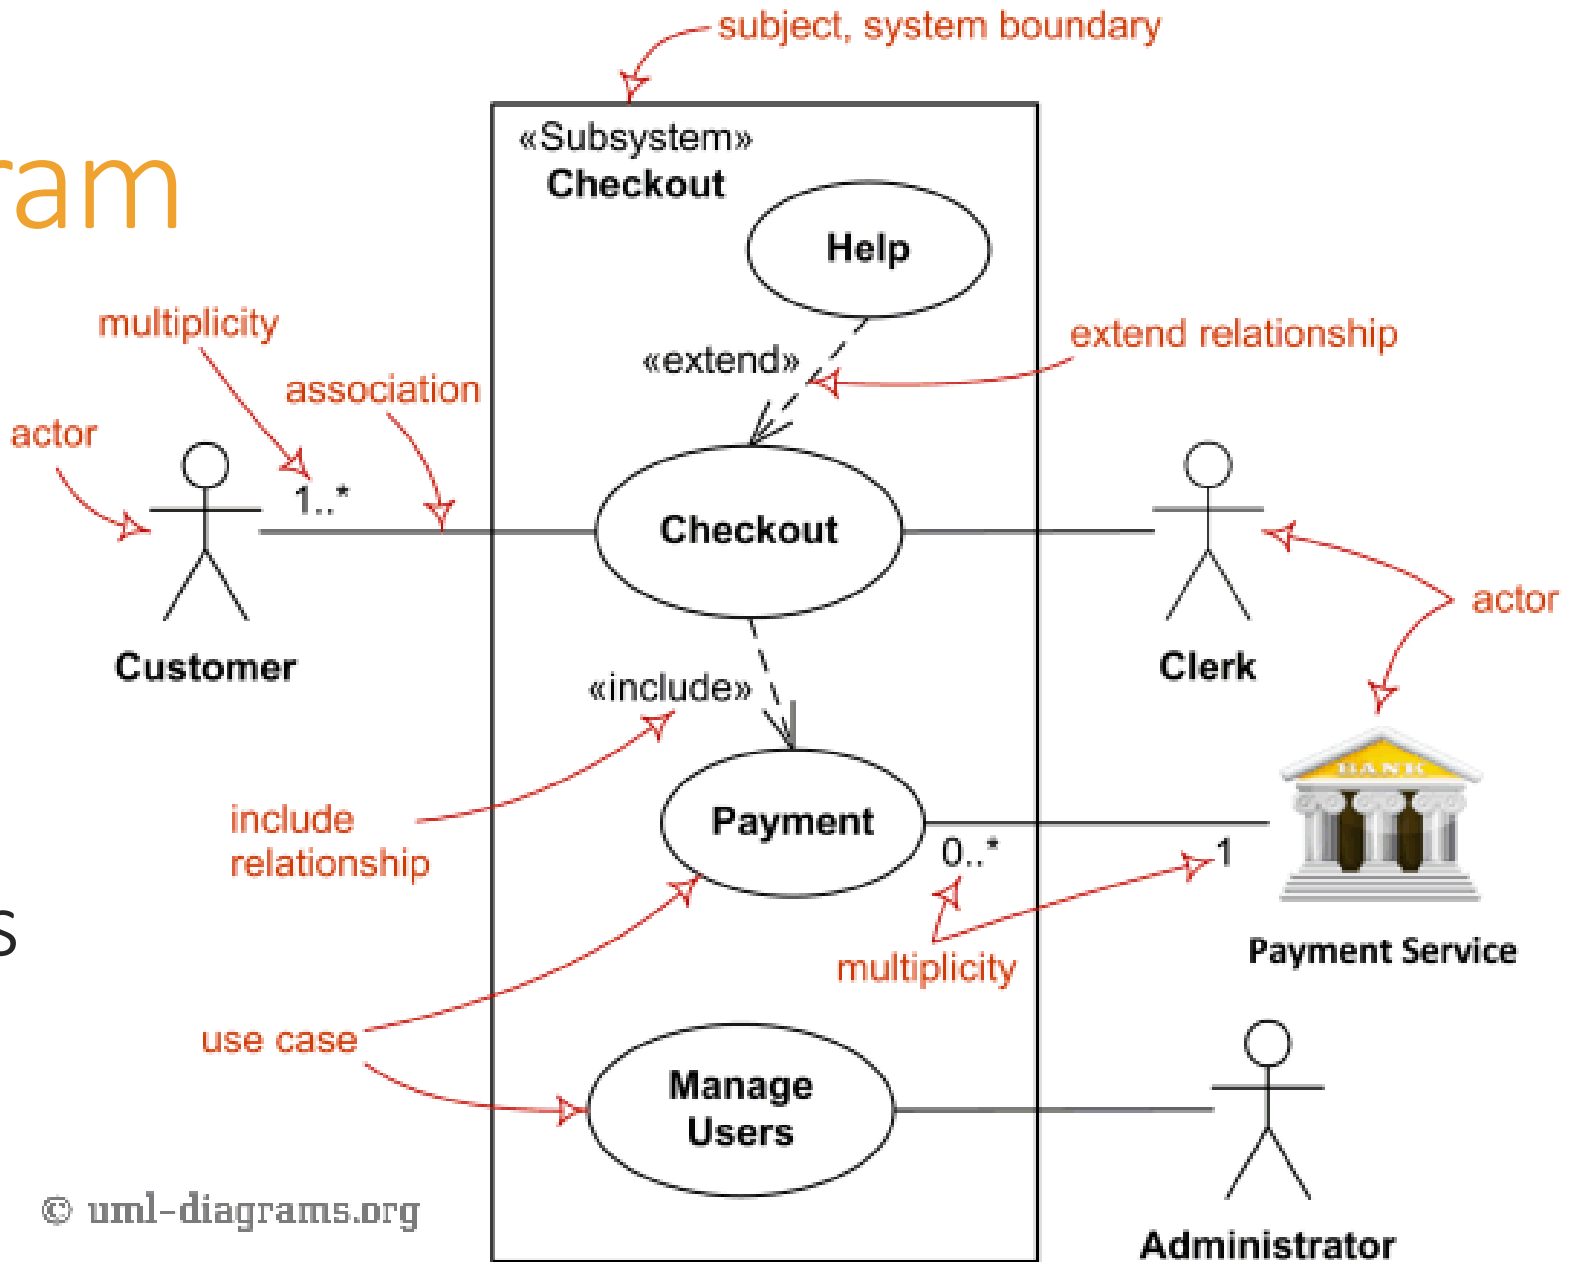 subject, system boundary
«Subsystem»
Checkout
ram
Help
multiplicity
extend relationship
«extend»
association
actor
1..*
Checkout
actor
Customer
Clerk
«include»
BANK
include
relationship
Payment
0..*
1
s
Payment Service
multiplicity
use case
Manage
Users
© uml-diagrams.org
Administrator